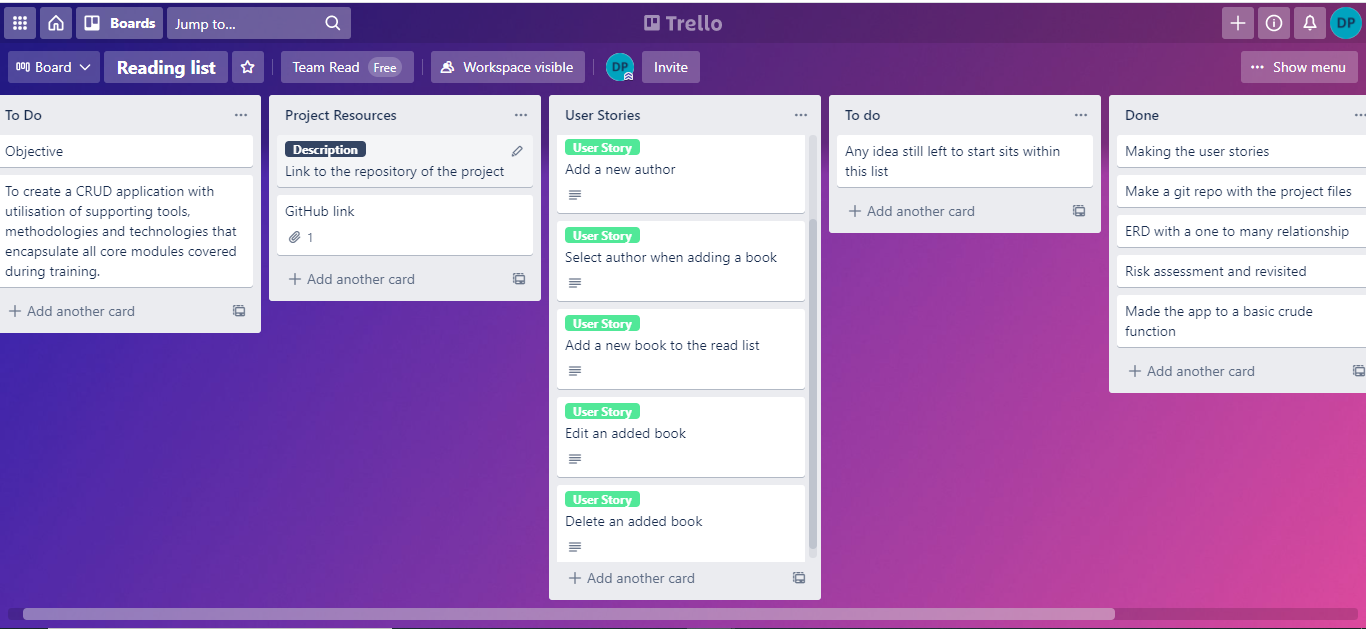 Boards
Jump to...
Trello
DP
Board
Reading list
Team Read Free
Workspace visible
DP
Invite
... Show menu
To Do
Objective
To create a CRUD application with
utilisation of supporting tools,
methodologies and technologies that
encapsulate all core modules covered
during training.
+ Add another card
Project Resources
Description
Link to the repository of the project
GitHub link
1
+ Add another card
User Stories
User Story
Add a new author
User Story
Select author when adding a book
User Story
Add a new book to the read list
User Story
Edit an added book
User Story
Delete an added book
+ Add another card
To do
Any idea still left to start sits within
this list
+ Add another card
Done
Making the user stories
Make a git repo with the project files
ERD with a one to many relationship
Risk assessment and revisited
Made the app to a basic crude
function
+ Add another card